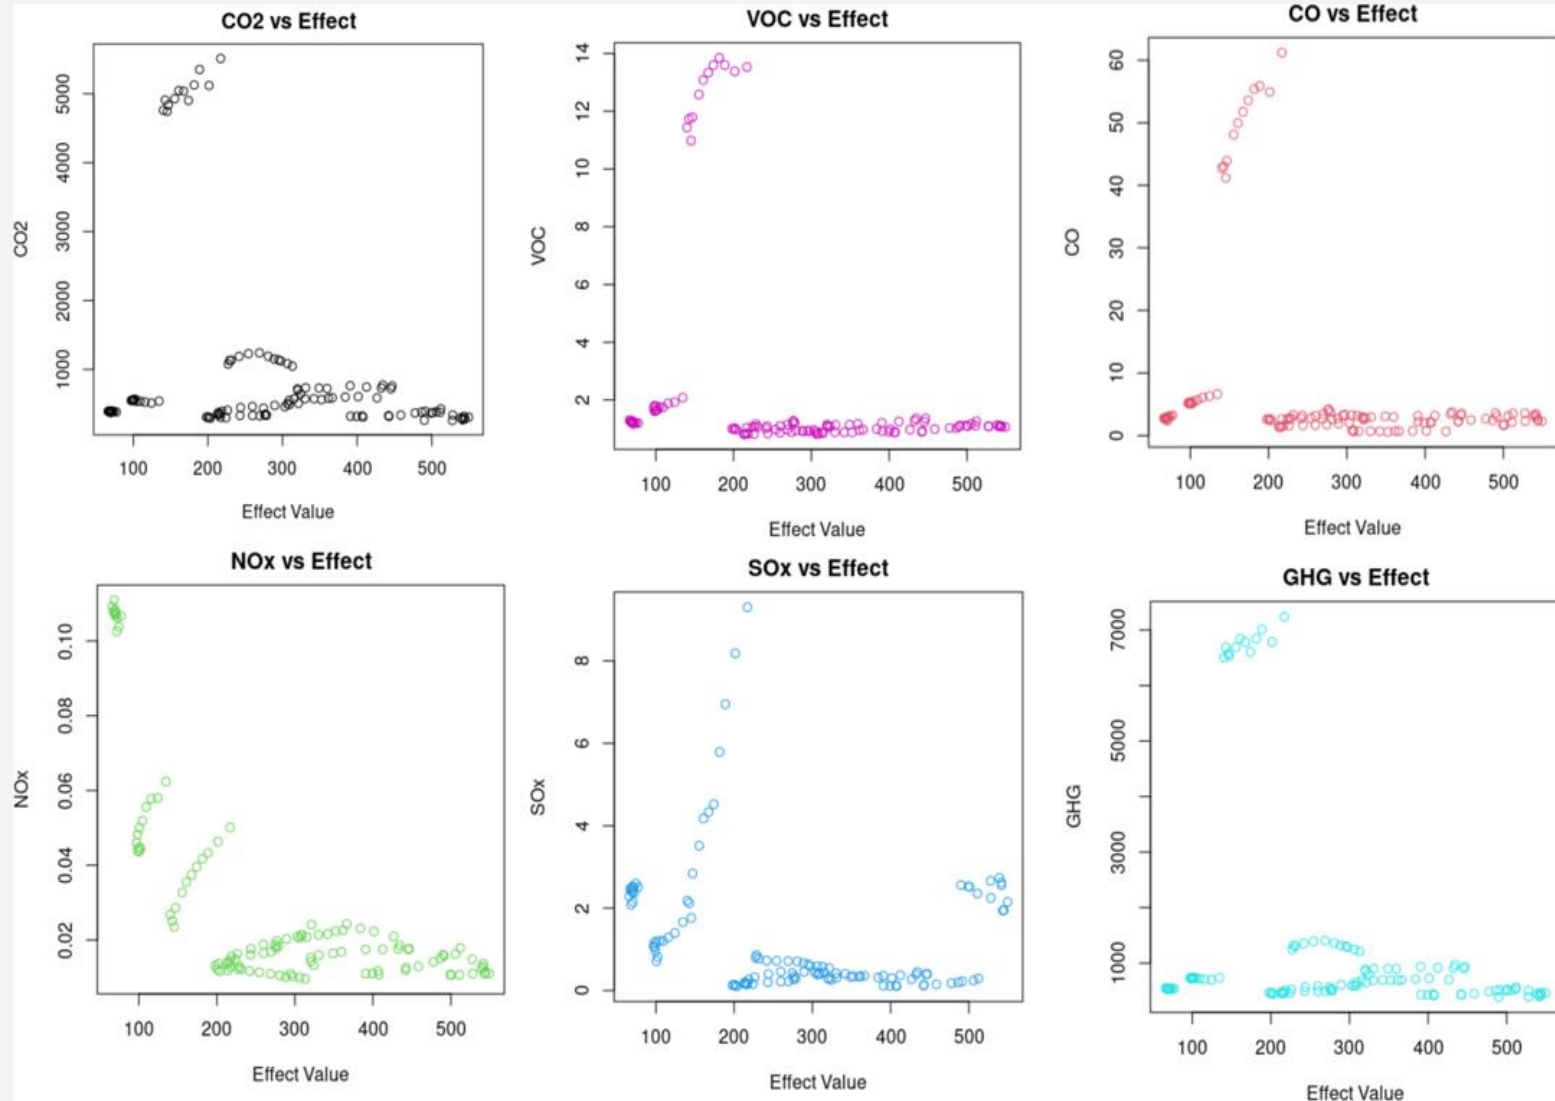 CO2 vs Effect
CO2
5000
4000
3000
2000
1000
100 200 300 400 500
Effect Value
VOC vs Effect
VOC
14
12
10
8
6
4
2
100 200 300 400 500
Effect Value
CO vs Effect
CO
60
50
40
30
20
10
0
100 200 300 400 500
Effect Value
NOx vs Effect
NOx
0.10
0.08
0.06
0.04
0.02
100 200 300 400 500
Effect Value
SOx vs Effect
SOx
8
6
4
2
0
100 200 300 400 500
Effect Value
GHG vs Effect
GHG
7000
5000
3000
1000
100 200 300 400 500
Effect Value